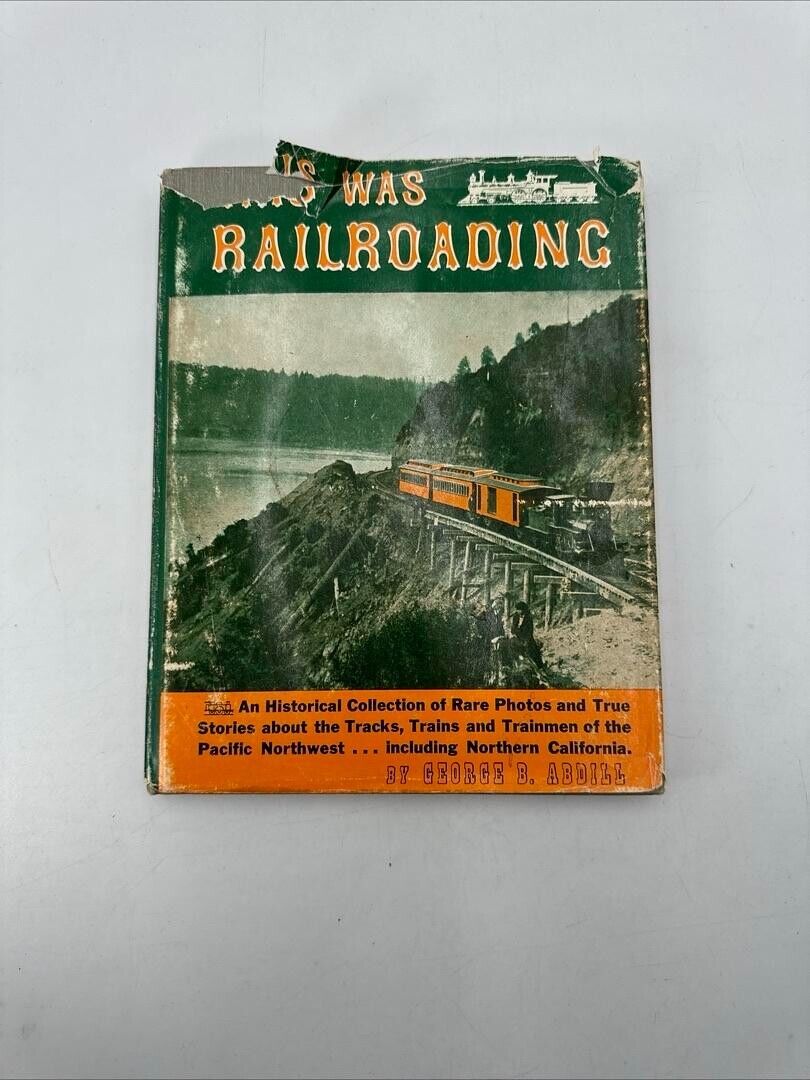 THIS WAS
RAILROADING
An Historical Collection of Rare Photos and True
Stories about the Tracks, Trains and Trainmen of the
Pacific Northwest ... including Northern California.
BY GEORGE B. ABDILL